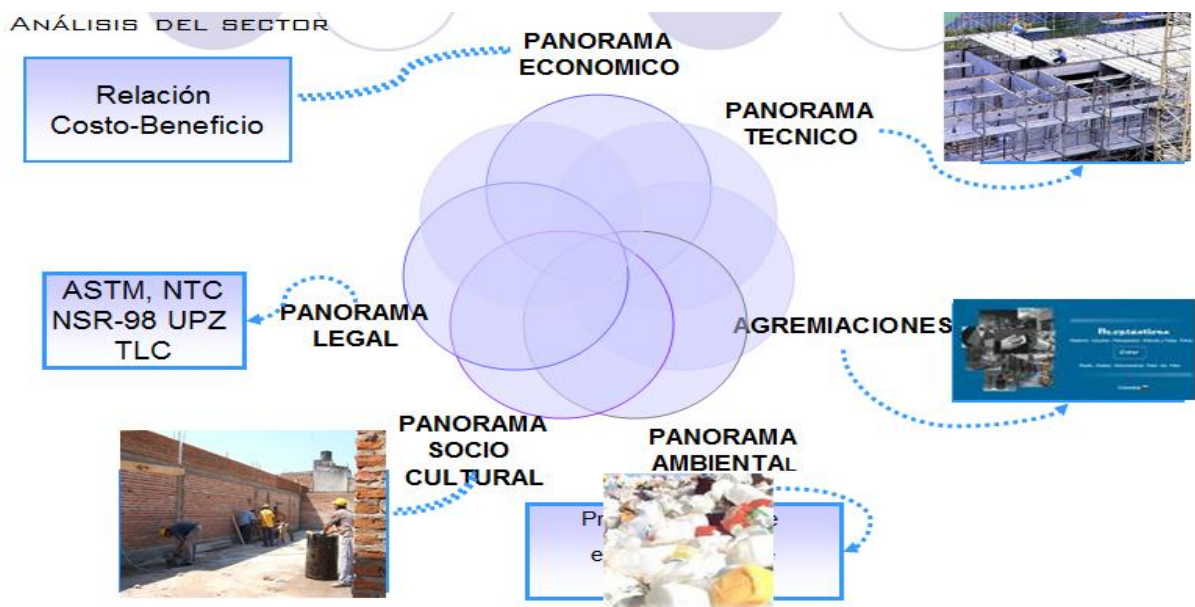 ANÁLISIS DEL SECTOR
PANORAMA
ECONOMICO
Relación
Costo-Beneficio
PANORAMA
TECNICO
ASTM, NTC
NSR-98 UPZ
TLC
PANORAMA
LEGAL
AGREMIACIONES
PANORAMA
SOCIO
CULTURAL
PANORAMA
AMBIENTAL